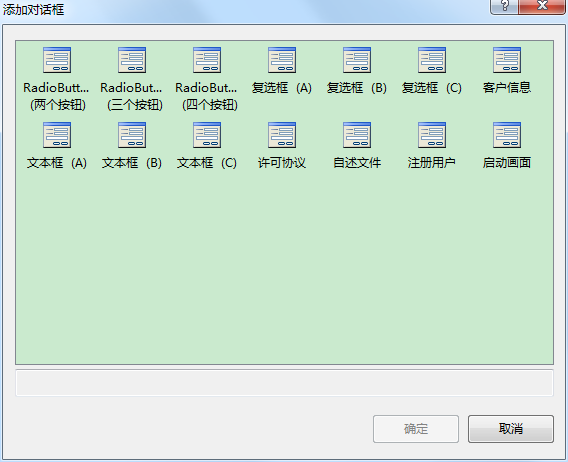 添加对话框
?
RadioButt... RadioButt... RadioButt... 复选框（A） 复选框（B） 复选框（C） 客户信息
(两个按钮) (三个按钮) (四个按钮)
文本框（A） 文本框（B） 文本框（C） 许可协议 自述文件 注册用户 启动画面
确定 取消